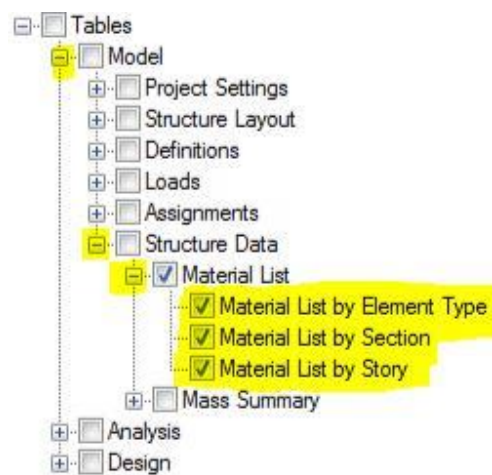 Tables
Model
Project Settings
Structure Layout
Definitions
Loads
Assignments
Structure Data
Material List
Material List by Element Type
Material List by Section
Material List by Story
Mass Summary
Analysis
Design